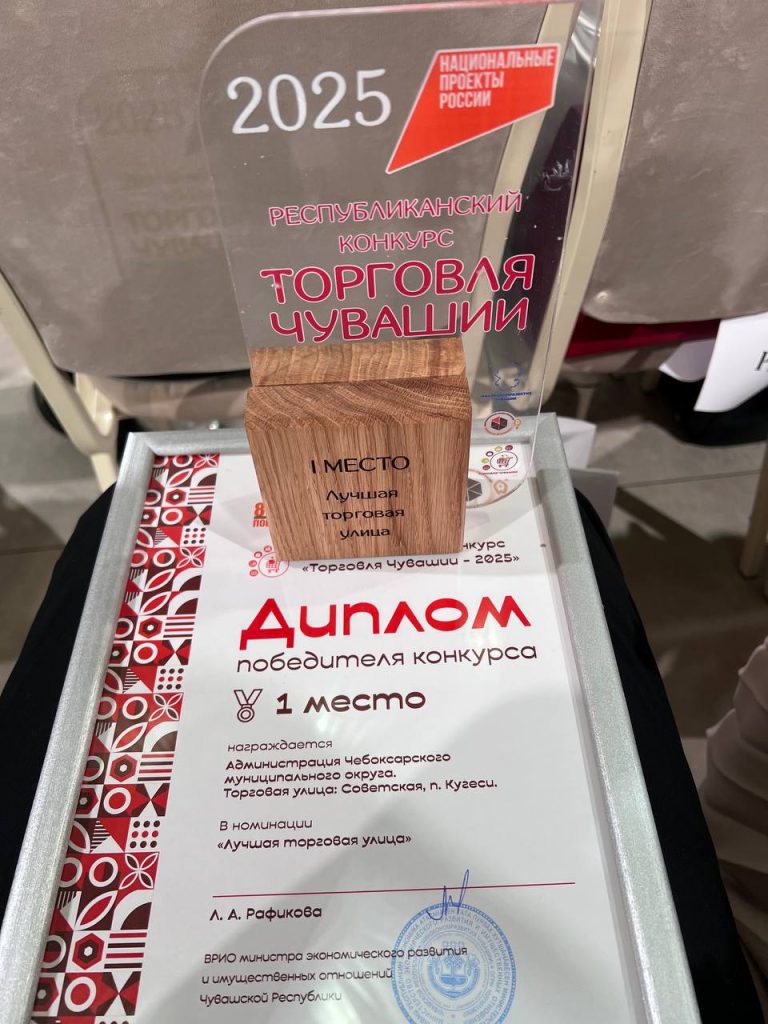 2025
НАЦИОНАЛЬНЫЕ
ПРОЕКТЫ
РОССИИ
РЕСПУБЛИКАНСКИЙ
КОНКУРС
ТОРГОВЛЯ
ЧУВАШИИ
I МЕСТО
Лучшая
торговая
улица
«Торговля Чувашии - 2025»
Диплом
победителя конкурса
1 место
награждается
Администрация Чебоксарского
муниципального округа.
Торговая улица: Советская, п. Кугеси.
В номинации
«Лучшая торговая улица»
Л. А. Рафикова
ВРИО министра экономического развития
и имущественных отношений
Чувашской Республики